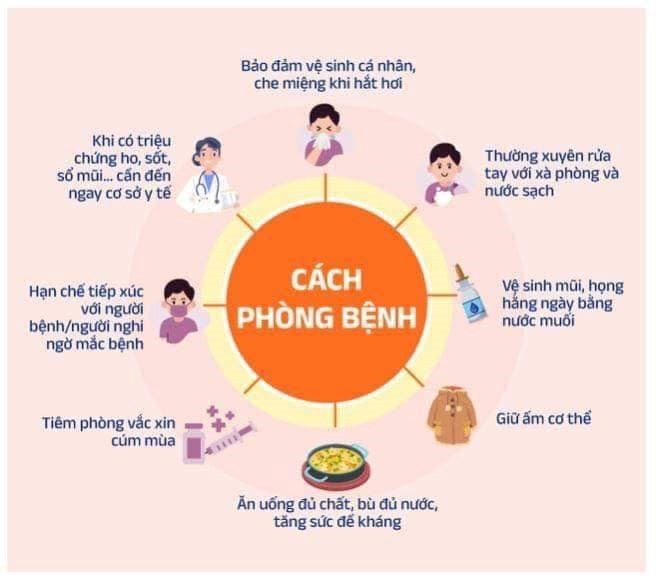 Bảo đảm vệ sinh cá nhân,
che miệng khi hắt hơi
Thường xuyên rửa
tay với xà phòng và
nước sạch
Vệ sinh mũi, họng
hằng ngày bằng
nước muối
Giữ ấm cơ thể
Ăn uống đủ chất, bù đủ nước,
tăng sức đề kháng
Tiêm phòng vắc xin
cúm mùa
Hạn chế tiếp xúc
với người
bệnh/người nghi
ngờ mắc bệnh
Khi có triệu
chứng ho, sốt,
sổ mũi... cần đến
ngay cơ sở y tế
CÁCH
PHÒNG BỆNH